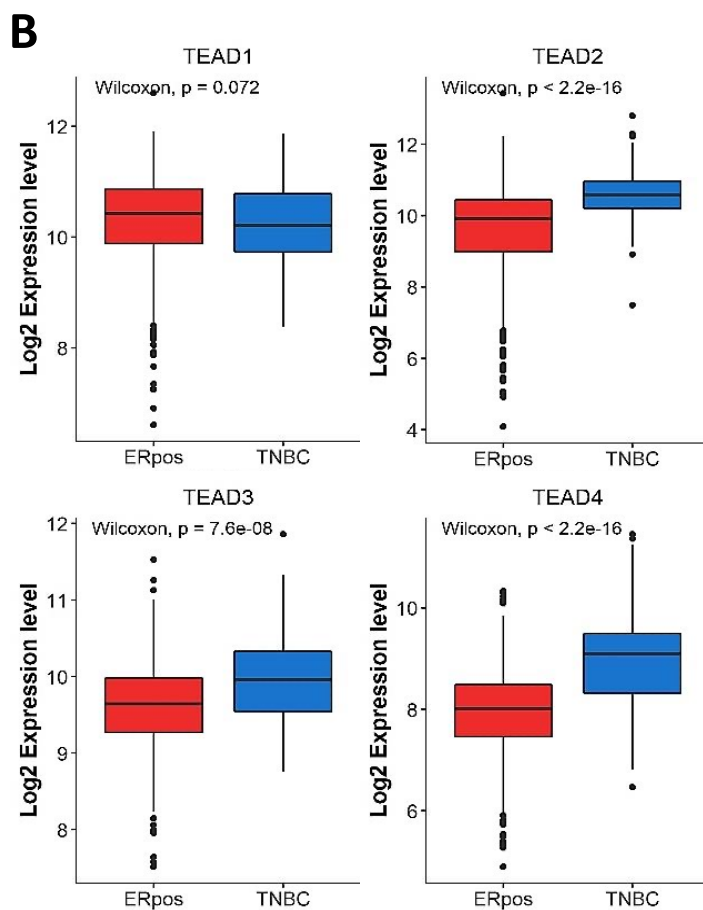 B
TEAD1
Wilcoxon, p = 0.072
Log2 Expression level
12
10
8
ERpos
TNBC
TEAD2
Wilcoxon, p < 2.2e-16
Log2 Expression level
12
10
8
6
4
ERpos
TNBC
TEAD3
Wilcoxon, p = 7.6e-08
Log2 Expression level
12
11
10
9
8
ERpos
TNBC
TEAD4
Wilcoxon, p < 2.2e-16
Log2 Expression level
10
8
6
ERpos
TNBC